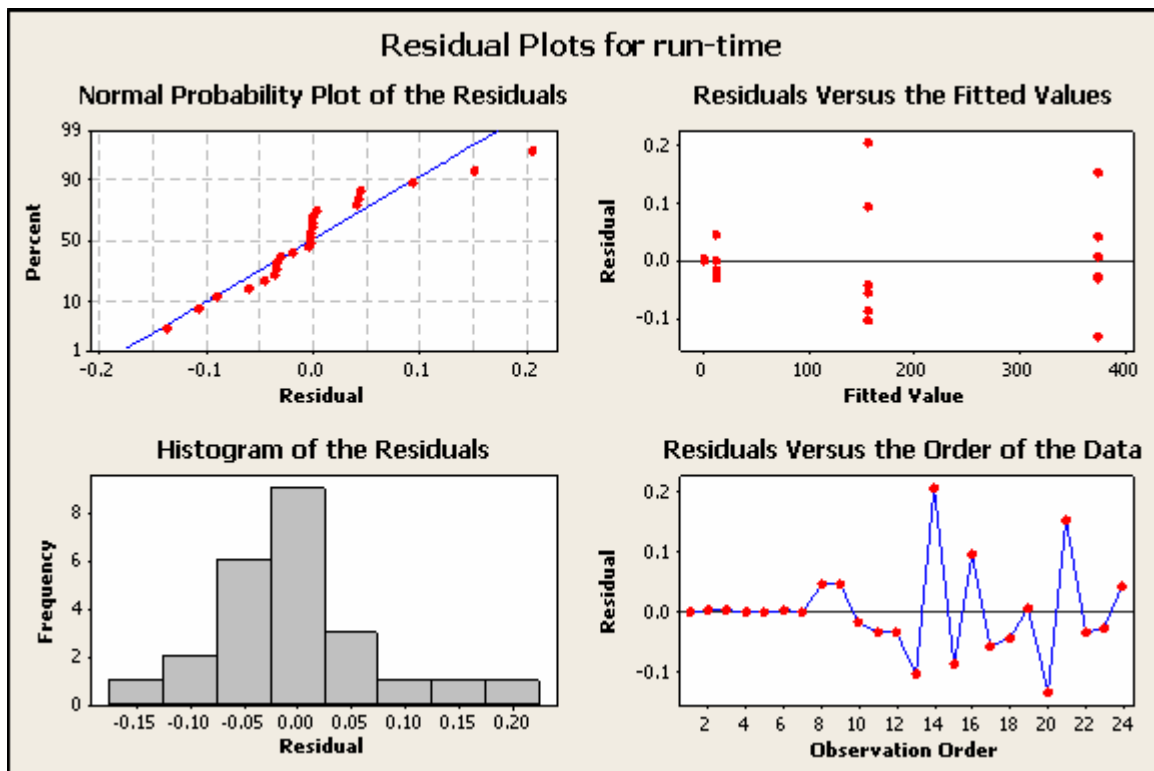 Residual Plots for run-time
Normal Probability Plot of the Residuals
99
90
50
10
1
Percent
-0.2 -0.1 0.0 0.1 0.2
Residual
Residuals Versus the Fitted Values
0.2
0.1
0.0
-0.1
Residual
0 100 200 300 400
Fitted Value
Histogram of the Residuals
8
6
4
2
0
Frequency
-0.15 -0.10 -0.05 0.00 0.05 0.10 0.15 0.20
Residual
Residuals Versus the Order of the Data
0.2
0.1
0.0
-0.1
Residual
2 4 6 8 10 12 14 16 18 20 22 24
Observation Order